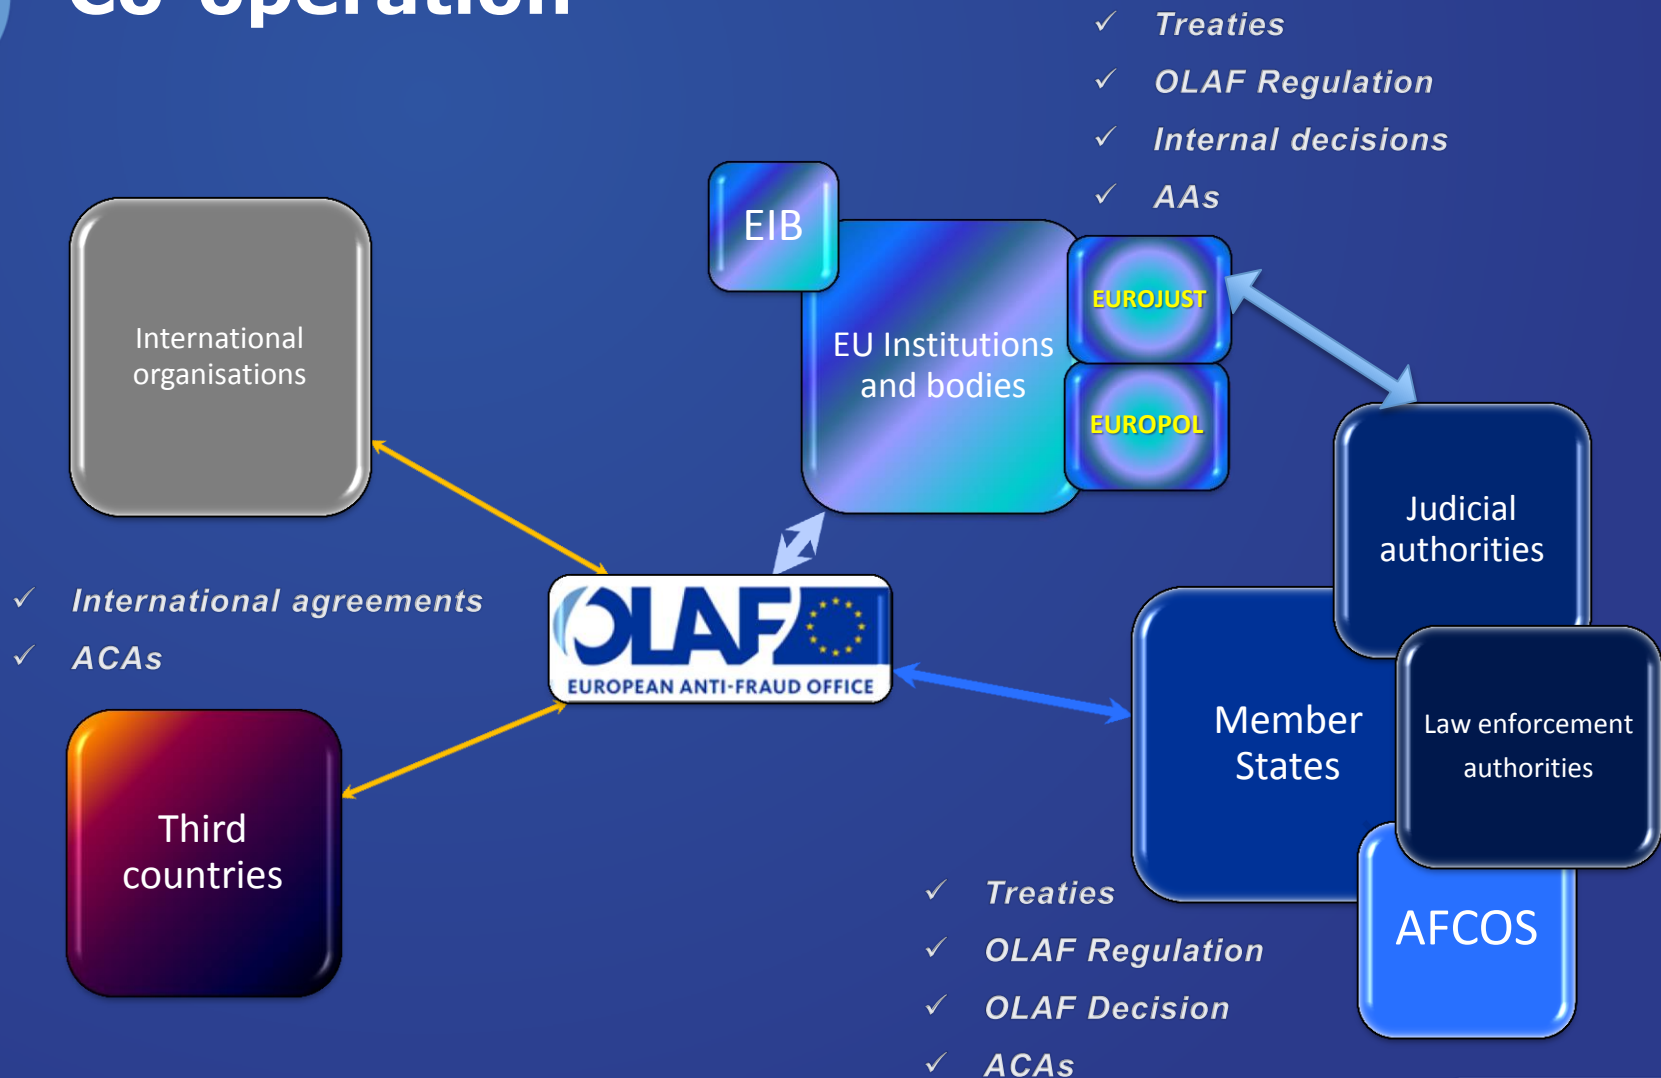 Co-operation
✓ Treaties
✓ OLAF Regulation
✓ Internal decisions
✓ AAs
EIB
EU Institutions
and bodies
EUROJUST
EUROPOL
International
organisations
Judicial
authorities
✓ International agreements
✓ ACAs
OLAF
EUROPEAN ANTI-FRAUD OFFICE
Member
States
Law enforcement
authorities
Third
countries
AFCOS
✓ Treaties
✓ OLAF Regulation
✓ OLAF Decision
✓ ACAs